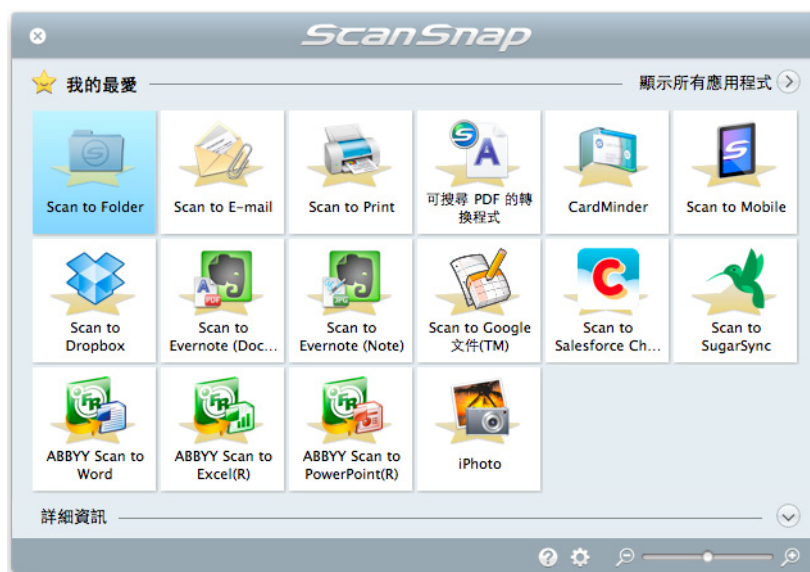 ScanSnap
我的最愛
顯示所有應用程式
Scan to Folder
Scan to E-mail
Scan to Print
可搜尋 PDF 的轉
換程式
CardMinder
Scan to Mobile
Scan to
Dropbox
Scan to
Evernote (Doc...
Scan to
Evernote (Note)
Scan to Google
文件(TM)
Scan to
Salesforce Ch...
Scan to
SugarSync
ABBYY Scan to
Word
ABBYY Scan to
Excel(R)
ABBYY Scan to
PowerPoint(R)
iPhoto
詳細資訊